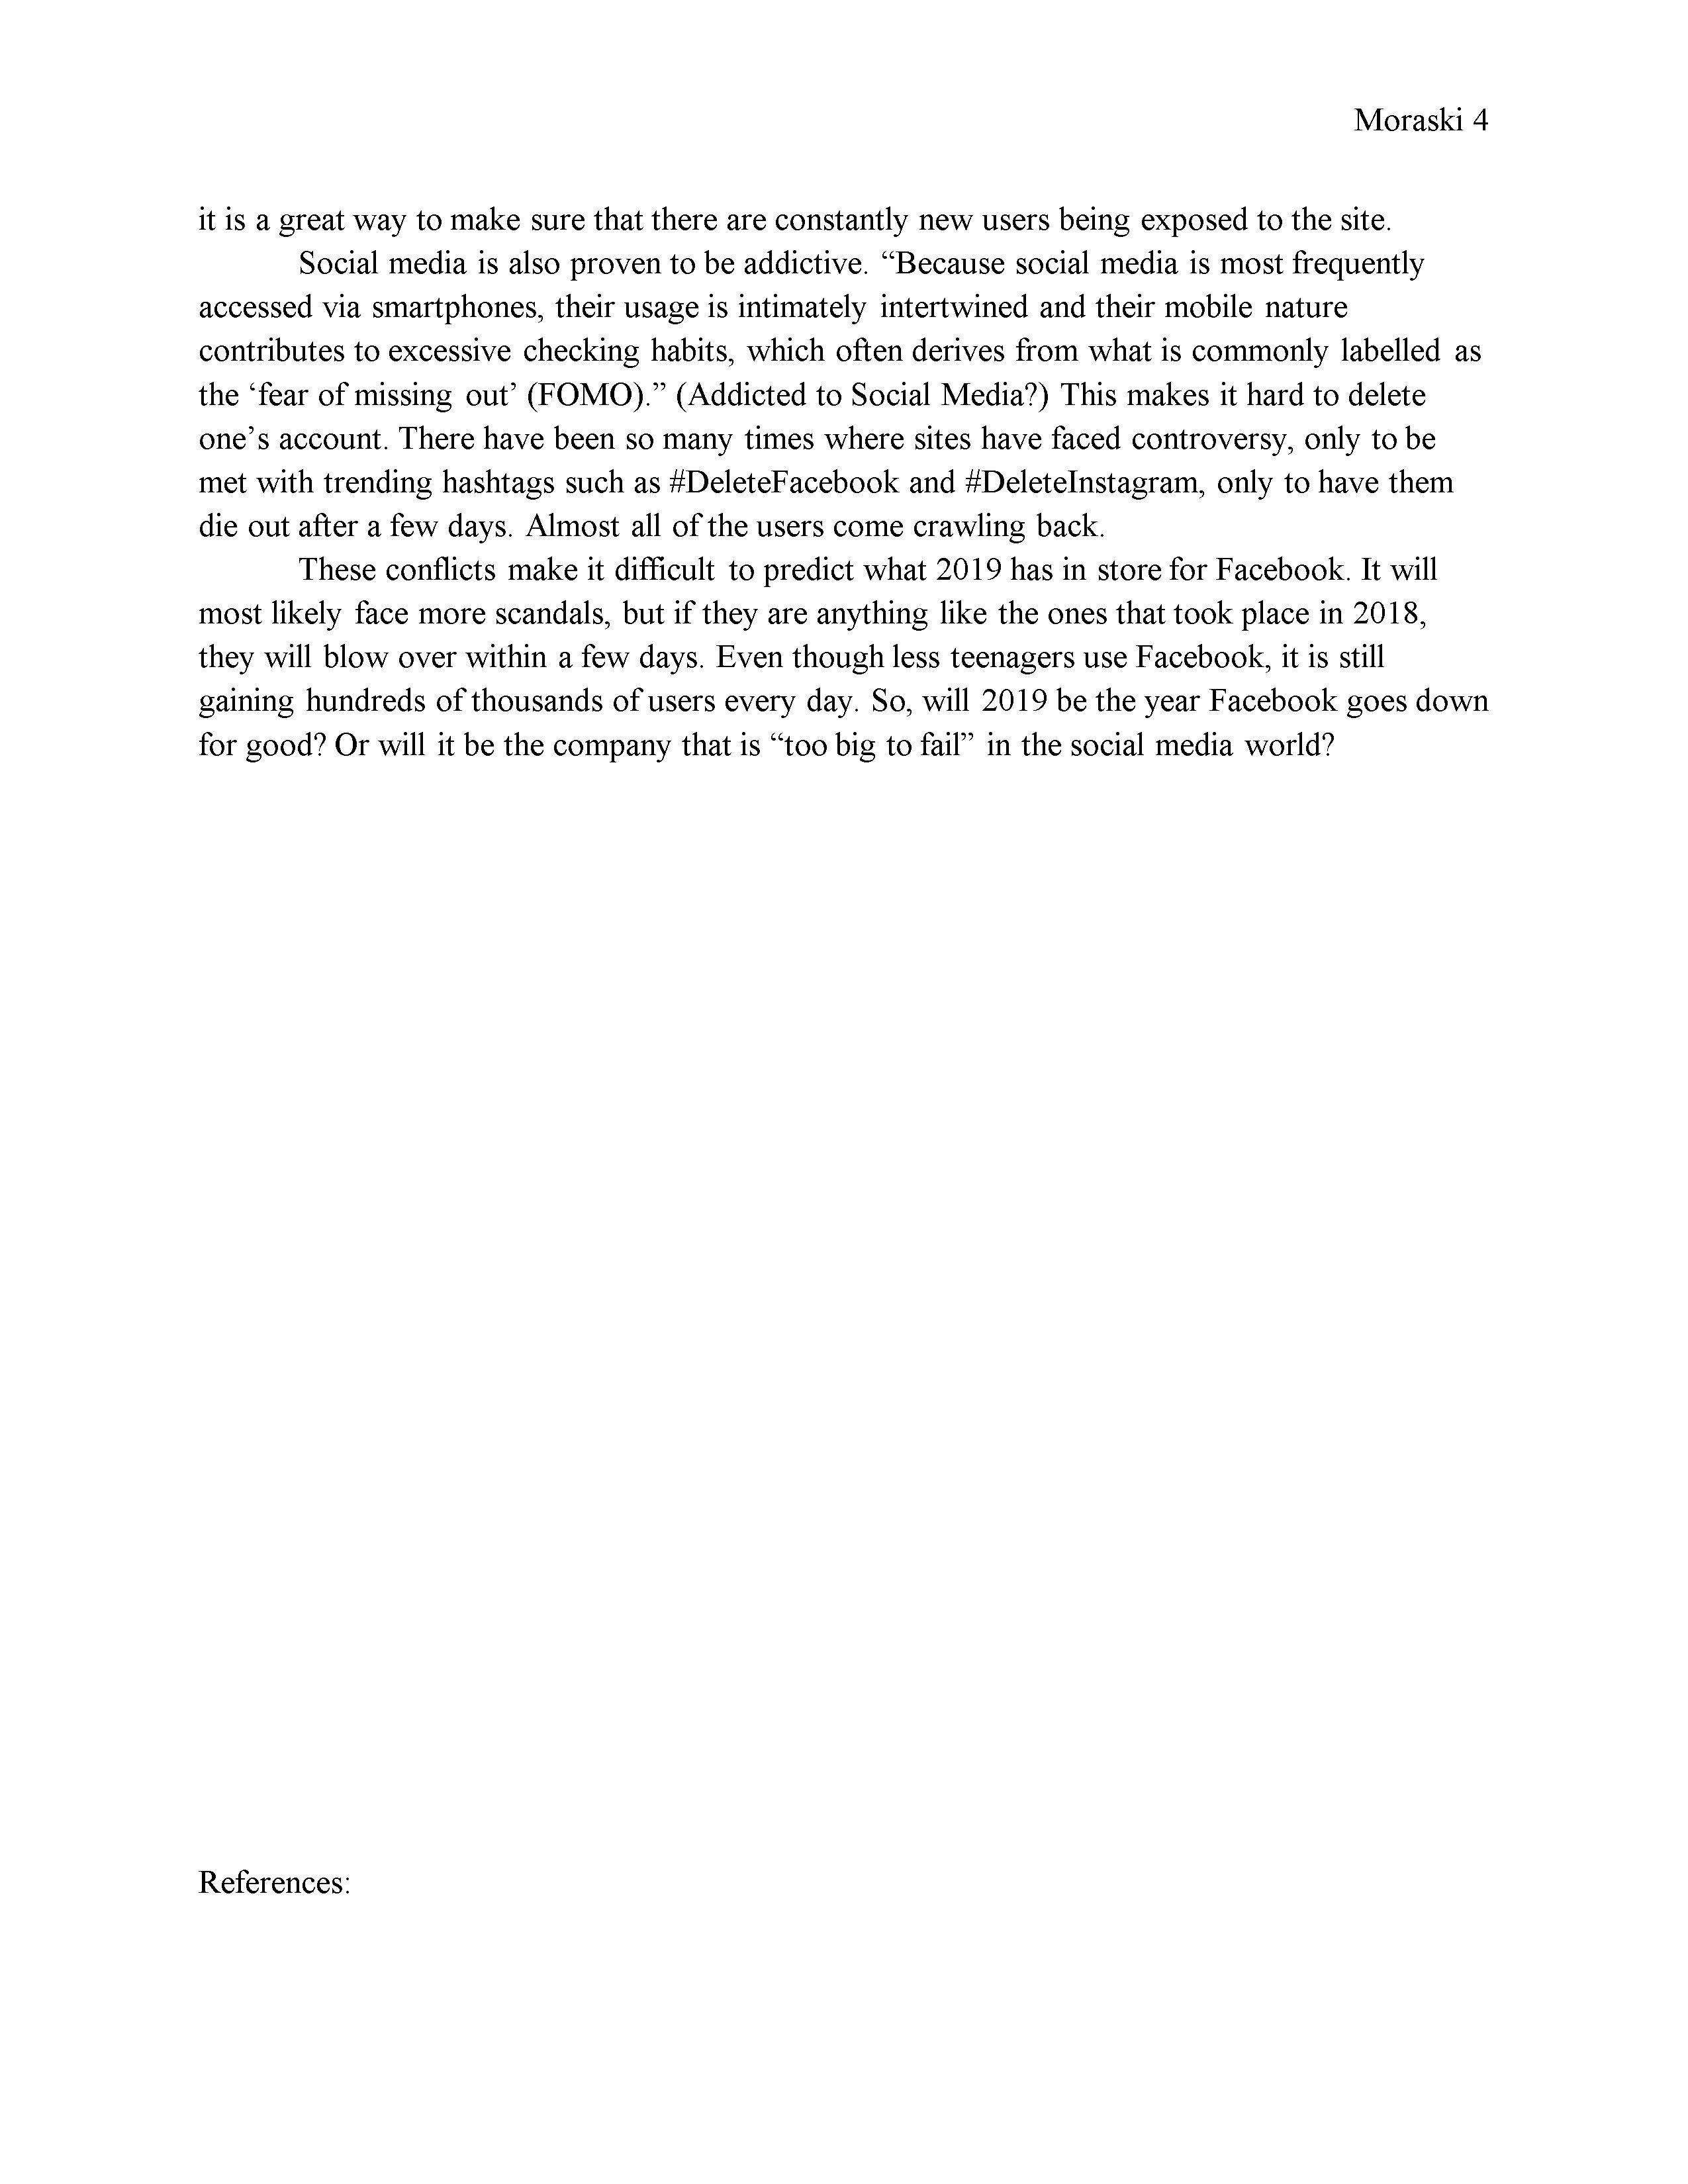 Moraski 4
it is a great way to make sure that there are constantly new users being exposed to the site.
Social media is also proven to be addictive. “Because social media is most frequently
accessed via smartphones, their usage is intimately intertwined and their mobile nature
contributes to excessive checking habits, which often derives from what is commonly labelled as
the ‘fear of missing out’ (FOMO).” (Addicted to Social Media?) This makes it hard to delete
one’s account. There have been so many times where sites have faced controversy, only to be
met with trending hashtags such as #DeleteFacebook and #DeleteInstagram, only to have them
die out after a few days. Almost all of the users come crawling back.
These conflicts make it difficult to predict what 2019 has in store for Facebook. It will
most likely face more scandals, but if they are anything like the ones that took place in 2018,
they will blow over within a few days. Even though less teenagers use Facebook, it is still
gaining hundreds of thousands of users every day. So, will 2019 be the year Facebook goes down
for good? Or will it be the company that is “too big to fail” in the social media world?
References: